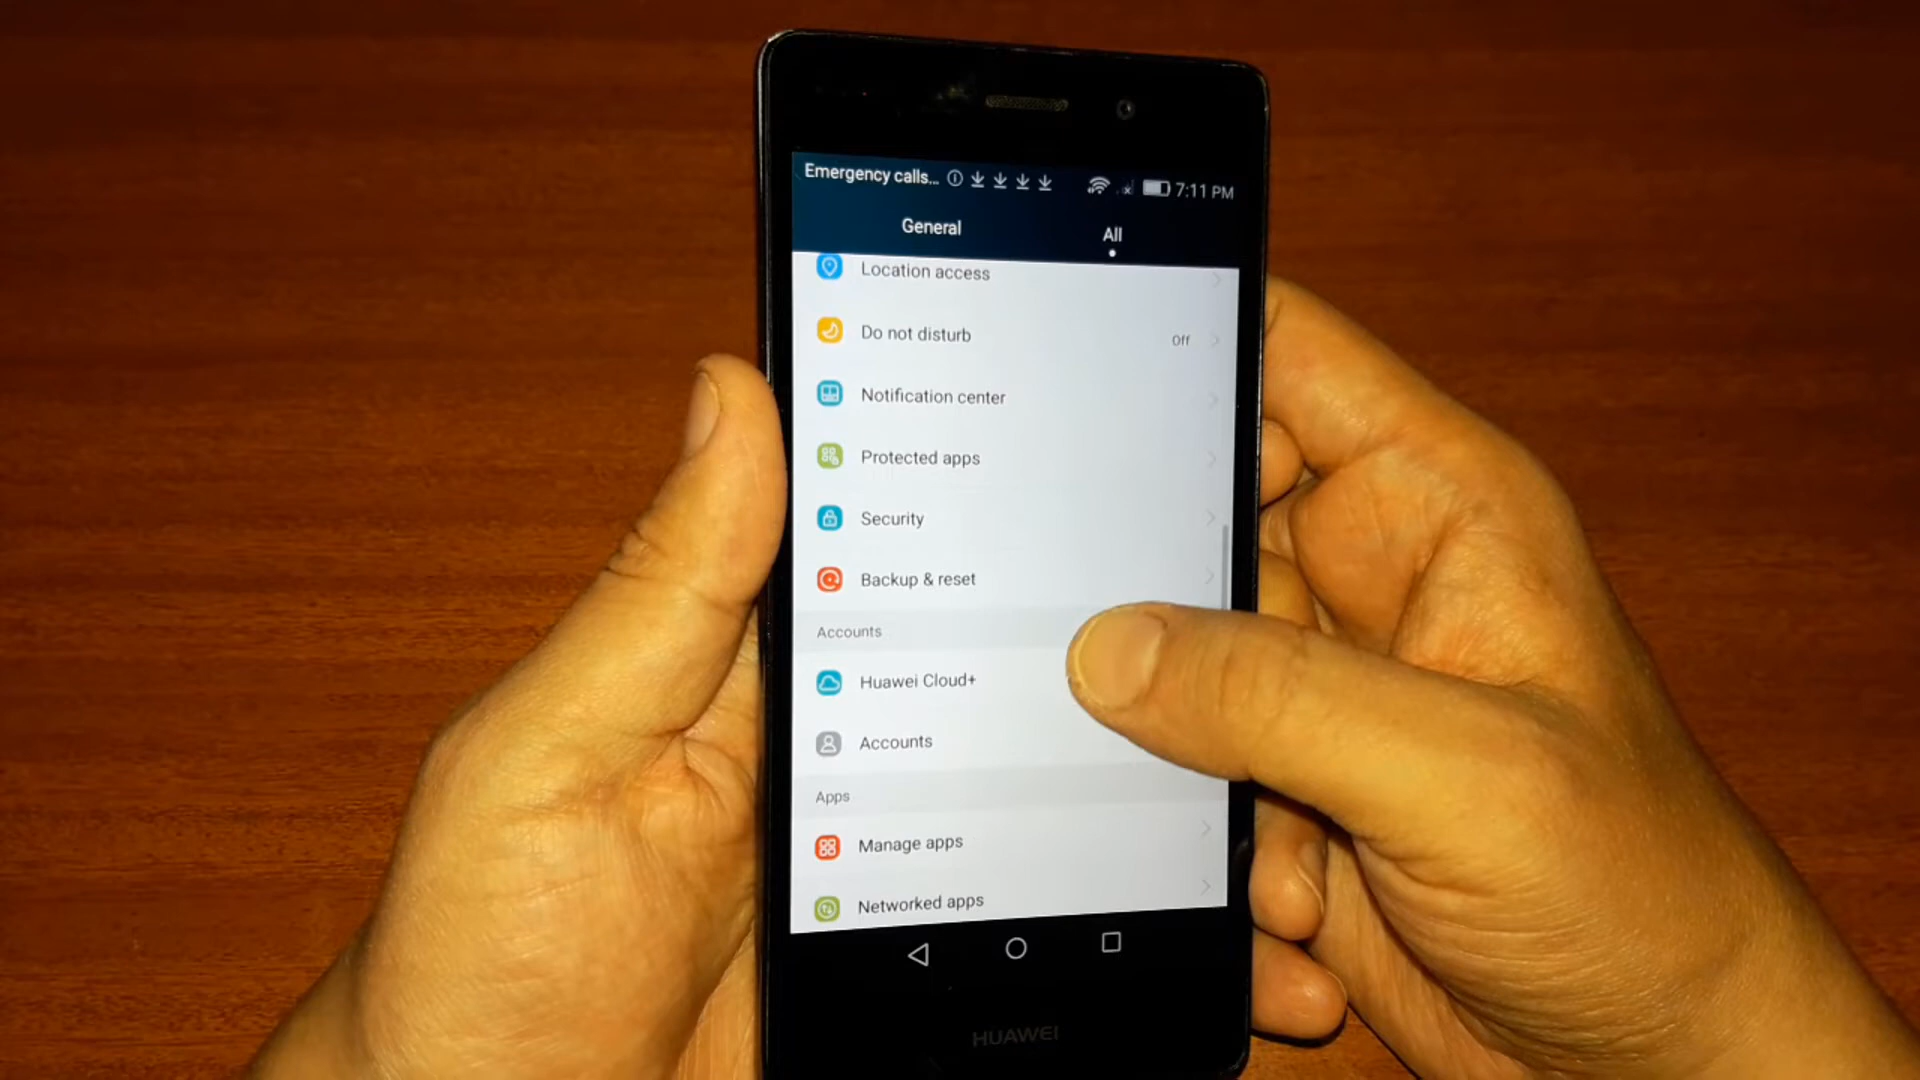 Emergency calls... 7:11 PM
General All
Location access
Do not disturb Off
Notification center
Protected apps
Security
Backup & reset
Accounts
Huawei Cloud+
Accounts
Apps
Manage apps
Networked apps
HUAWEI